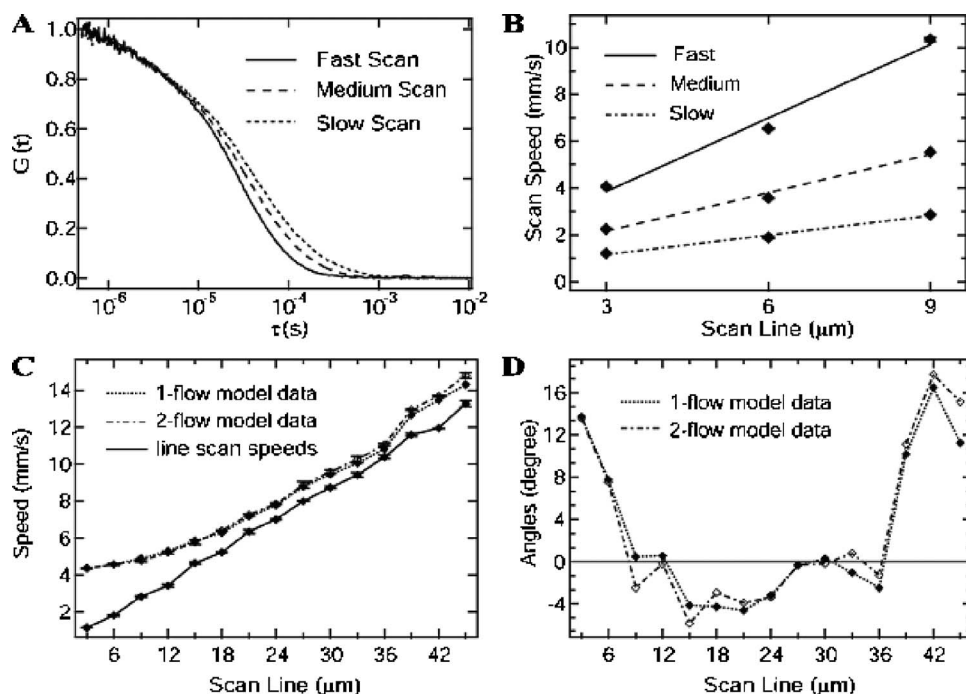 A
G(t)
1.0
0.8
0.6
0.4
0.2
0.0
Fast Scan
Medium Scan
Slow Scan
10-6
10-5
10-4
10-3
10-2
τ(s)
B
Scan Speed (mm/s)
10
8
6
4
2
0
Fast
Medium
Slow
3
6
9
Scan Line (μm)
C
Speed (mm/s)
14
12
10
8
6
4
2
1-flow model data
2-flow model data
line scan speeds
6
12
18
24
30
36
42
Scan Line (μm)
D
Angles (degree)
16
12
8
4
0
-4
1-flow model data
2-flow model data
6
12
18
24
30
36
42
Scan Line (μm)